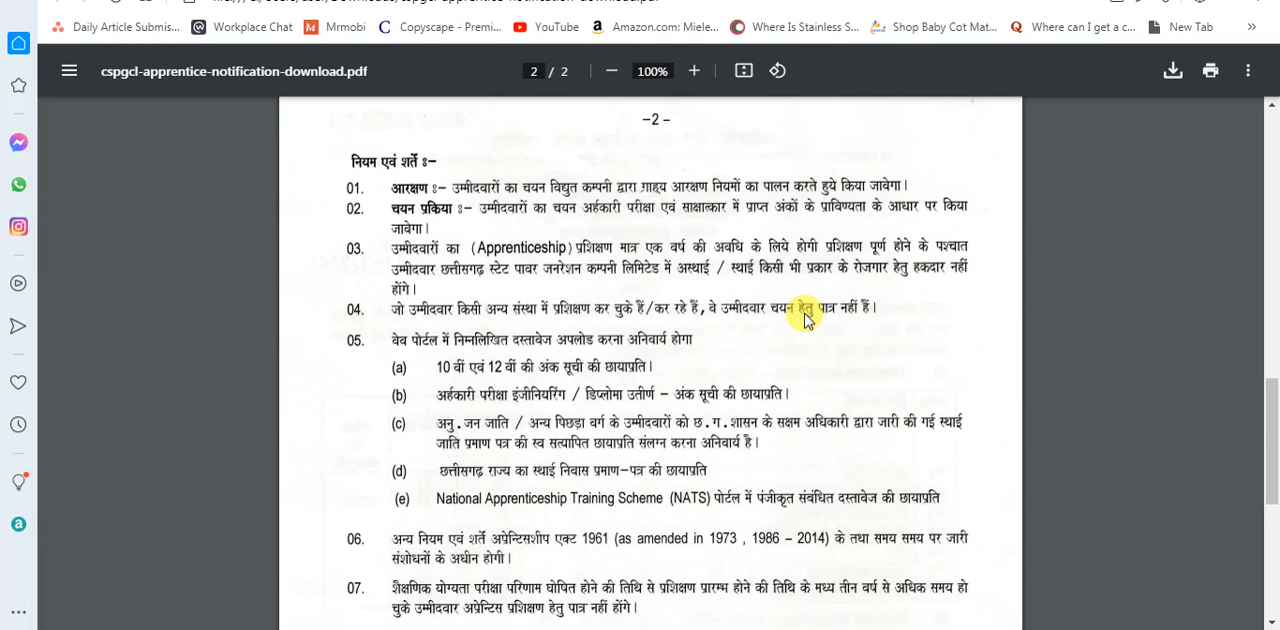 Daily Article Submis...
Workplace Chat
Mrmobi
Copyscape - Premi...
YouTube
Amazon.com: Miele...
Where Is Stainless S...
Shop Baby Cot Mat...
Where can I get a c...
New Tab
cspgcl-apprentice-notification-download.pdf
2 / 2
100%
–2 –
नियम एवं शर्ते ः–
01. आरक्षण ः– उम्मीदवारों का चयन विद्युत कम्पनी द्वारा ग्राह्य आरक्षण नियमों का पालन करते हुये किया जावेगा।
02. चयन प्रकिया ः– उम्मीदवारों का चयन अर्हकारी परीक्षा एवं साक्षात्कार में प्राप्त अंकों के प्राविण्यता के आधार पर किया
जावेगा।
03. उम्मीदवारों का (Apprenticeship) प्रशिक्षण मात्र एक वर्ष की अवधि के लिये होगी प्रशिक्षण पूर्ण होने के पश्चात
उम्मीदवार छत्तीसगढ़ स्टेट पावर जनरेशन कम्पनी लिमिटेड में अस्थाई / स्थाई किसी भी प्रकार के रोजगार हेतु हकदार नहीं
होंगे।
04. जो उम्मीदवार किसी अन्य संस्था में प्रशिक्षण कर चुके हैं/कर रहे हैं, वे उम्मीदवार चयन हेतु पात्र नहीं हैं।
05. वेव पोर्टल में निम्नलिखित दस्तावेज अपलोड करना अनिवार्य होगा
(a) 10 वीं एवं 12 वीं की अंक सूची की छायाप्रति।
(b) अर्हकारी परीक्षा इंजीनियरिंग / डिप्लोमा उतीर्ण – अंक सूची की छायाप्रति।
(c) अनु.जन जाति / अन्य पिछड़ा वर्ग के उम्मीदवारों को छ.ग.शासन के सक्षम अधिकारी द्वारा जारी की गई स्थाई
जाति प्रमाण पत्र की स्व सत्यापित छायाप्रति संलग्न करना अनिवार्य है।
(d) छत्तीसगढ़ राज्य का स्थाई निवास प्रमाण–पत्र की छायाप्रति
(e) National Apprenticeship Training Scheme (NATS) पोर्टल में पंजीकृत संबंधित दस्तावेज की छायाप्रति
06. अन्य नियम एवं शर्ते अप्रेन्टिसशीप एक्ट 1961 (as amended in 1973 , 1986 – 2014) के तथा समय समय पर जारी
संशोधनों के अधीन होगी।
07. शैक्षणिक योग्यता परीक्षा परिणाम घोषित होने की तिथि से प्रशिक्षण प्रारम्भ होने की तिथि के मध्य तीन वर्ष से अधिक समय हो
चुके उम्मीदवार अप्रेन्टिस प्रशिक्षण हेतु पात्र नहीं होंगे।